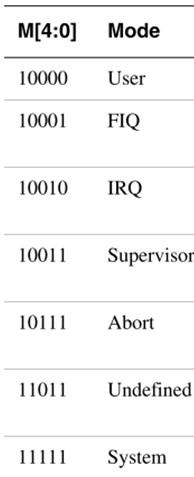 M[4:0] Mode
10000 User
10001 FIQ
10010 IRQ
10011 Supervisor
10111 Abort
11011 Undefined
11111 System